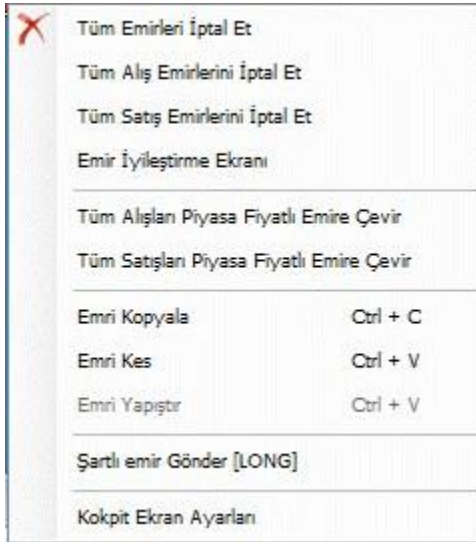 Tüm Emirleri İptal Et
Tüm Alış Emirlerini İptal Et
Tüm Satış Emirlerini İptal Et
Emir İyileştirme Ekranı
Tüm Alışları Piyasa Fiyatlı Emire Çevir
Tüm Satışları Piyasa Fiyatlı Emire Çevir
Emri Kopyala Ctrl + C
Emri Kes Ctrl + V
Emri Yapıştır Ctrl + V
Şartlı emir Gönder [LONG]
Kokpit Ekran Ayarları